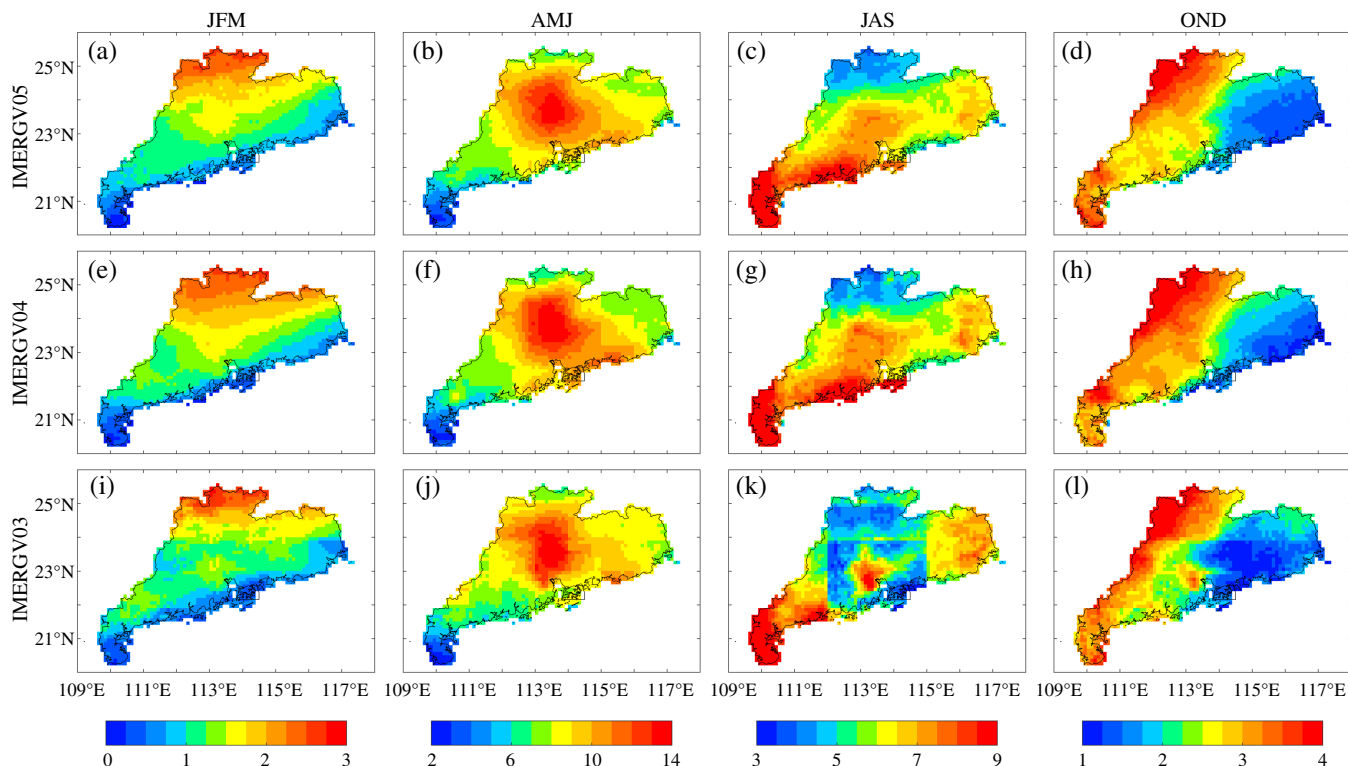 JFM AMJ JAS OND
IMERGV05
(a) (b) (c) (d)
25°N
23°N
21°N
IMERGV04
(e) (f) (g) (h)
25°N
23°N
21°N
IMERGV03
(i) (j) (k) (l)
25°N
23°N
21°N
109°E 111°E 113°E 115°E 117°E 109°E 111°E 113°E 115°E 117°E 109°E 111°E 113°E 115°E 117°E 109°E 111°E 113°E 115°E 117°E
0 1 2 3 2 6 10 14 3 5 7 9 1 2 3 4